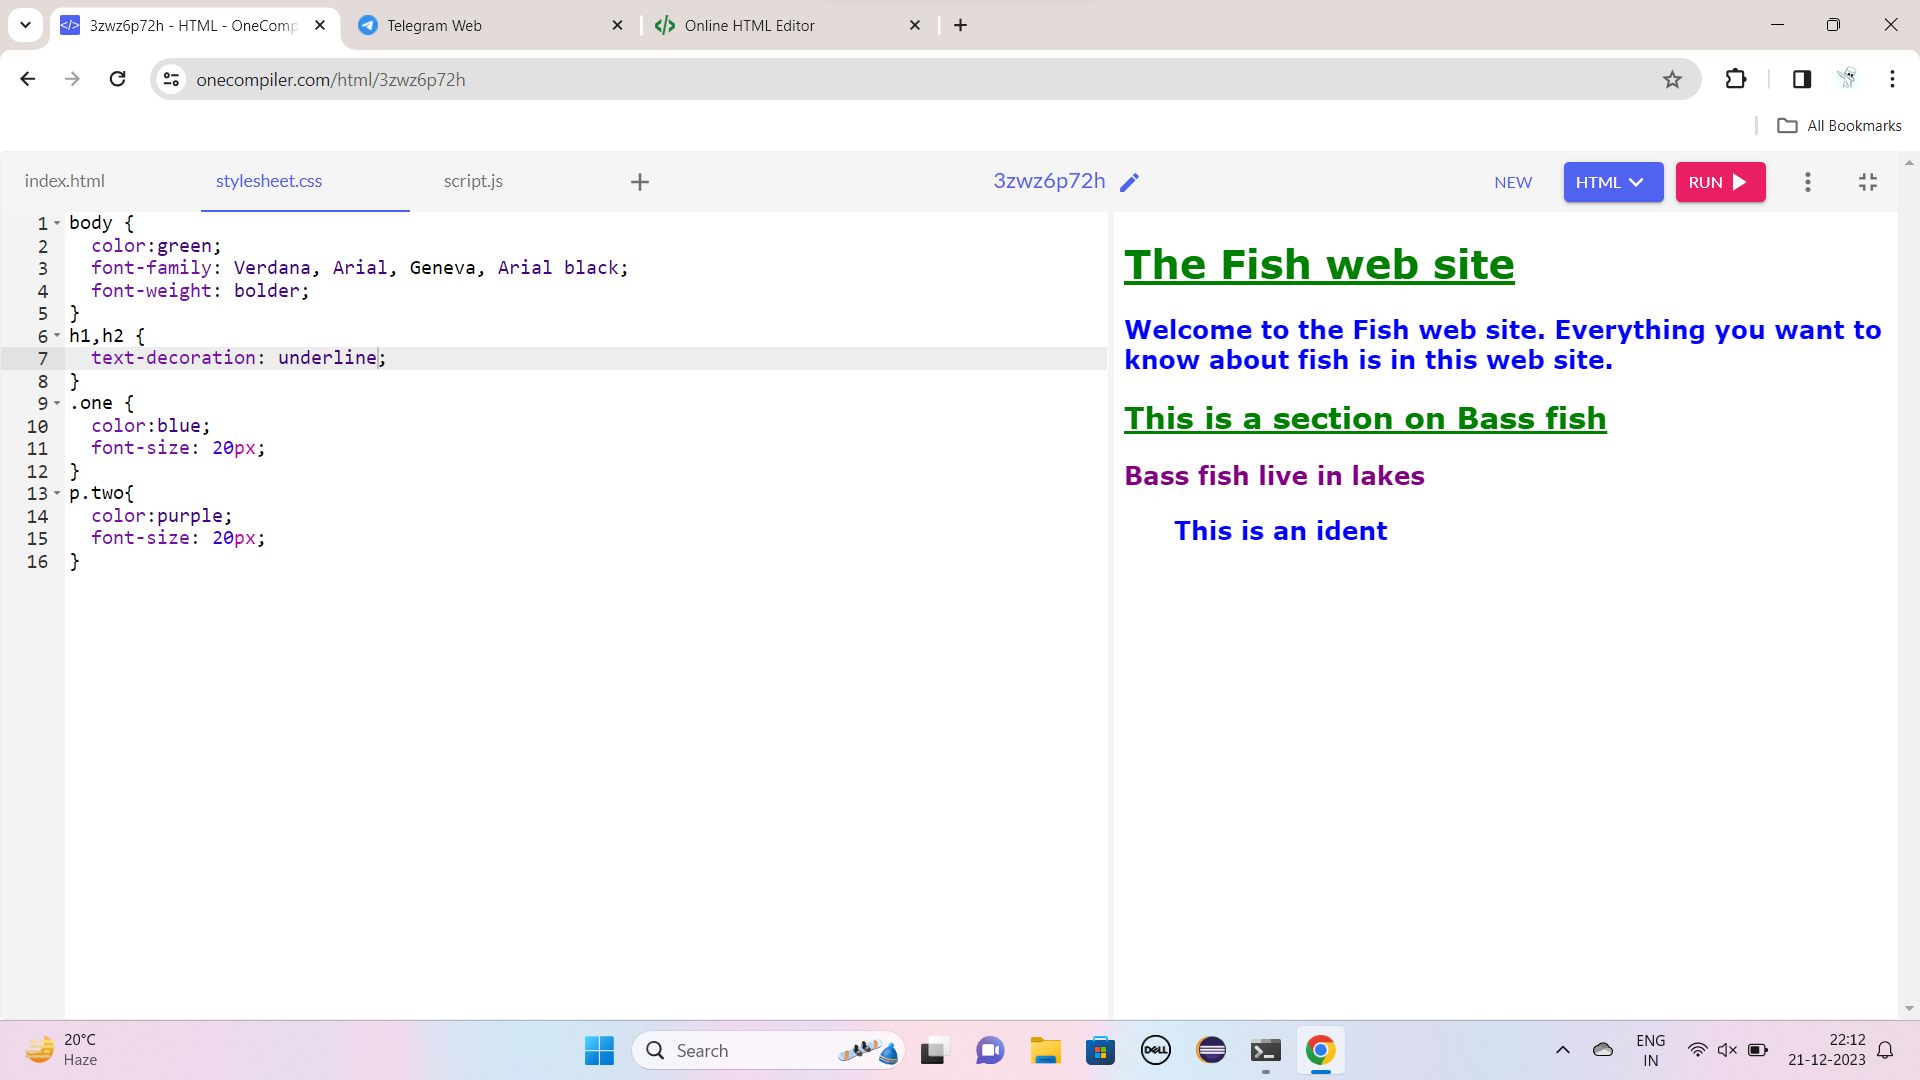 3zwz6p72h - HTML - OneComp
Telegram Web
Online HTML Editor
onecompiler.com/html/3zwz6p72h
All Bookmarks
index.html
stylesheet.css
script.js
3zwz6p72h
NEW
HTML
RUN
1 body {
2 color:green;
3 font-family: Verdana, Arial, Geneva, Arial black;
4 font-weight: bolder;
5 }
6 h1,h2 {
7 text-decoration: underline;
8 }
9 .one {
10 color:blue;
11 font-size: 20px;
12 }
13 p.two{
14 color:purple;
15 font-size: 20px;
16 }
The Fish web site
Welcome to the Fish web site. Everything you want to
know about fish is in this web site.
This is a section on Bass fish
Bass fish live in lakes
This is an ident
20°C
Haze
Search
DELL
ENG
IN
22:12
21-12-2023